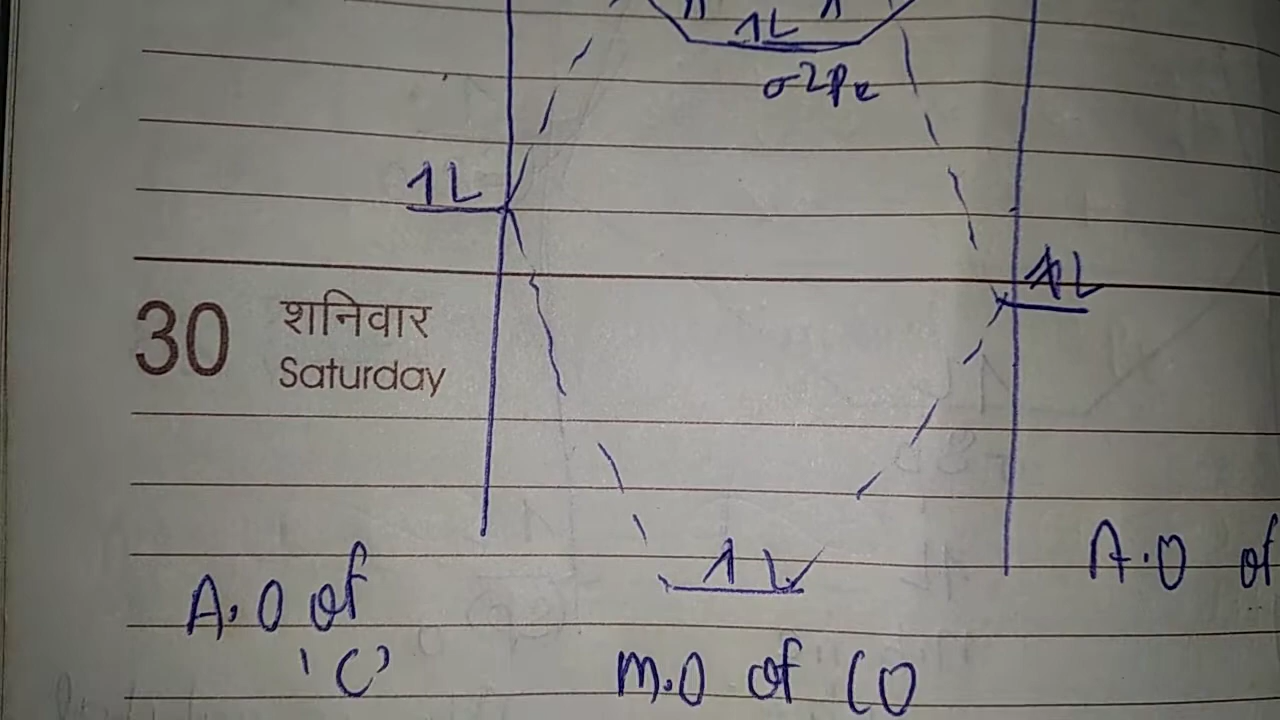 1L
σ2pz
1L
1L
30 शनिवार
Saturday
1L
A.O of
'C'
M.O of CO
A.O of